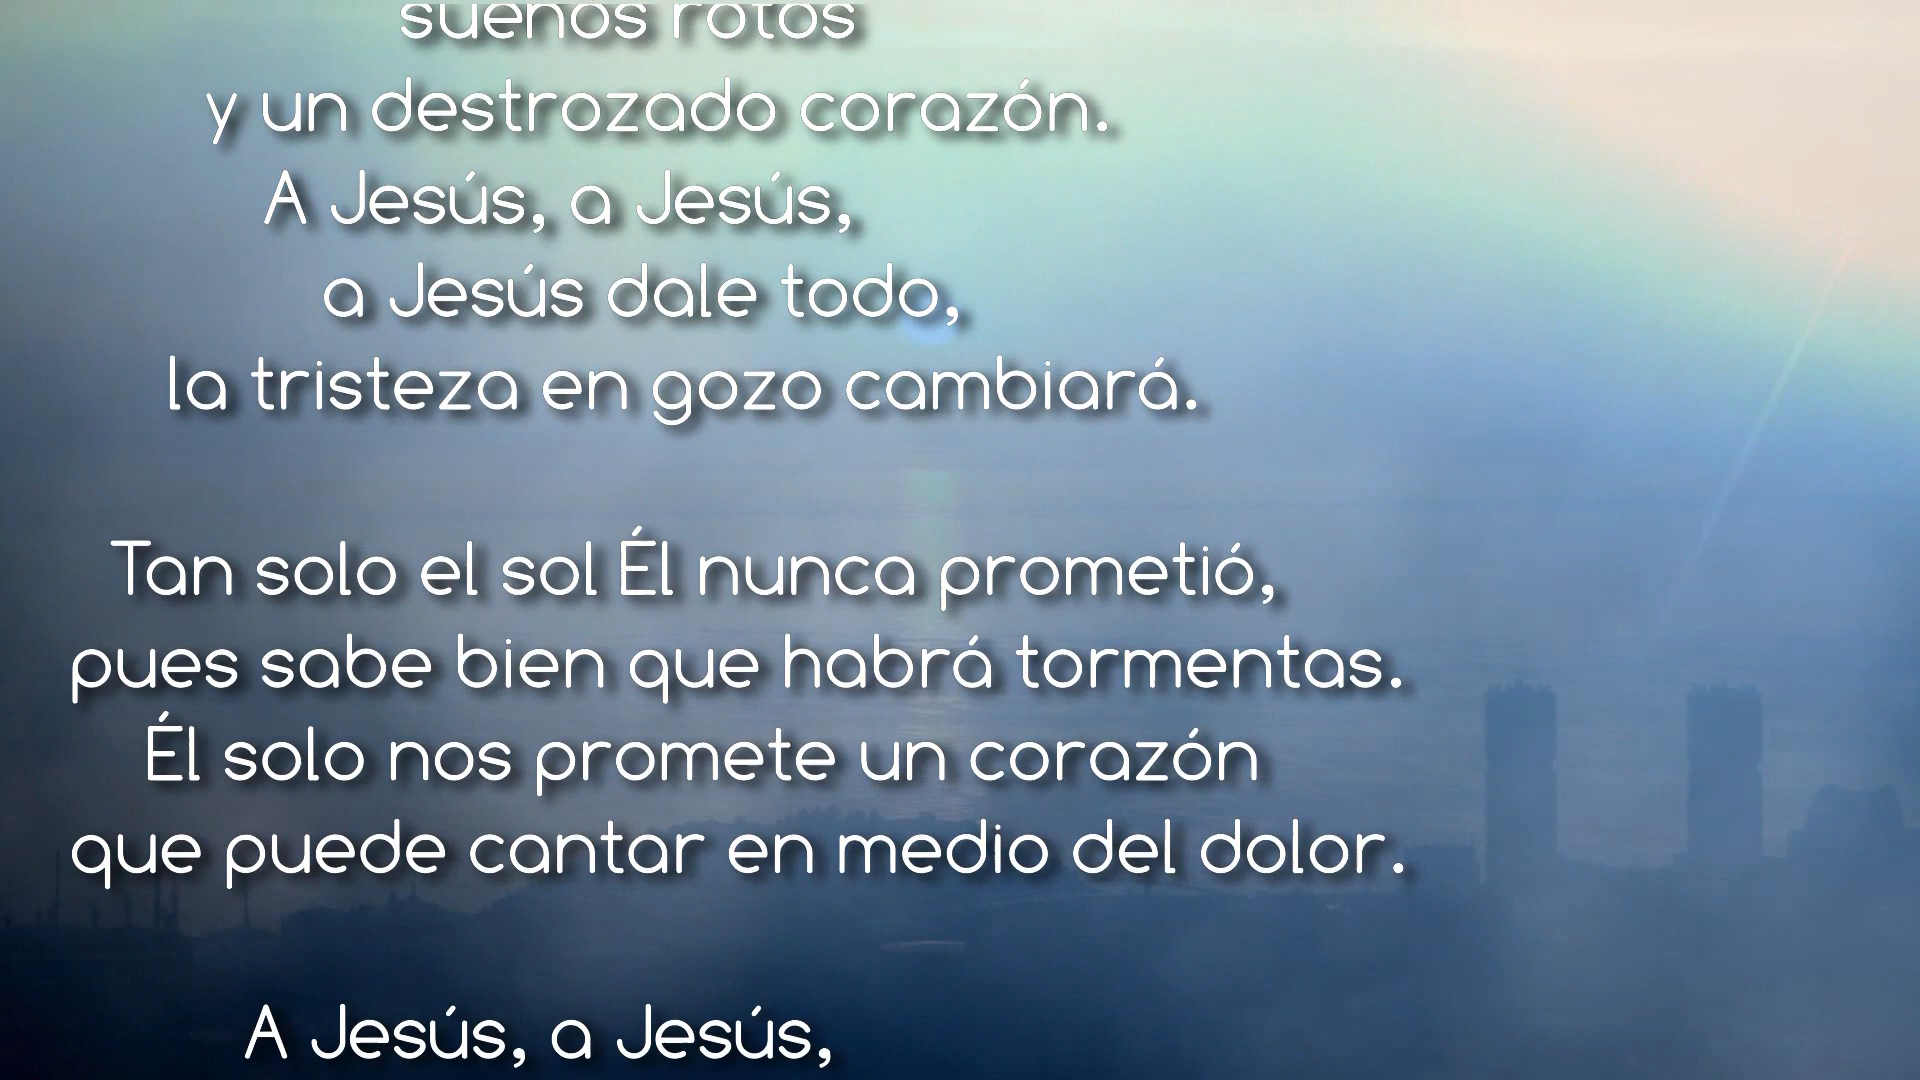 sueños rotos
y un destrozado corazón.
A Jesús, a Jesús,
a Jesús dale todo,
la tristeza en gozo cambiará.
Tan solo el sol Él nunca prometió,
pues sabe bien que habrá tormentas.
Él solo nos promete un corazón
que puede cantar en medio del dolor.
A Jesús, a Jesús,